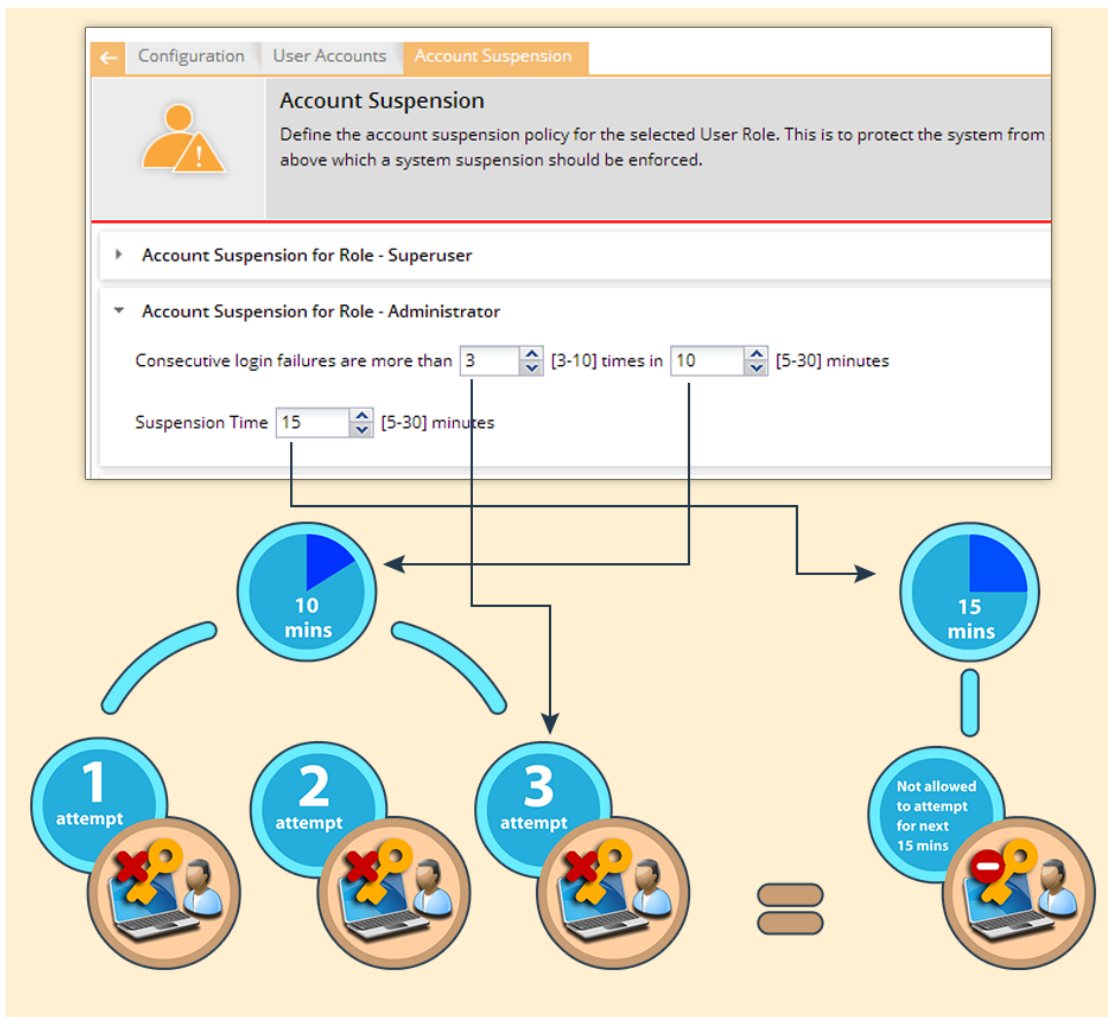 Configuration User Accounts Account Suspension
Account Suspension
Define the account suspension policy for the selected User Role. This is to protect the system from
above which a system suspension should be enforced.
Account Suspension for Role - Superuser
Account Suspension for Role - Administrator
Consecutive login failures are more than 3 [3-10] times in 10 [5-30] minutes
Suspension Time 15 [5-30] minutes
10
mins
15
mins
1
attempt
2
attempt
3
attempt
Not allowed
to attempt
for next
15 mins